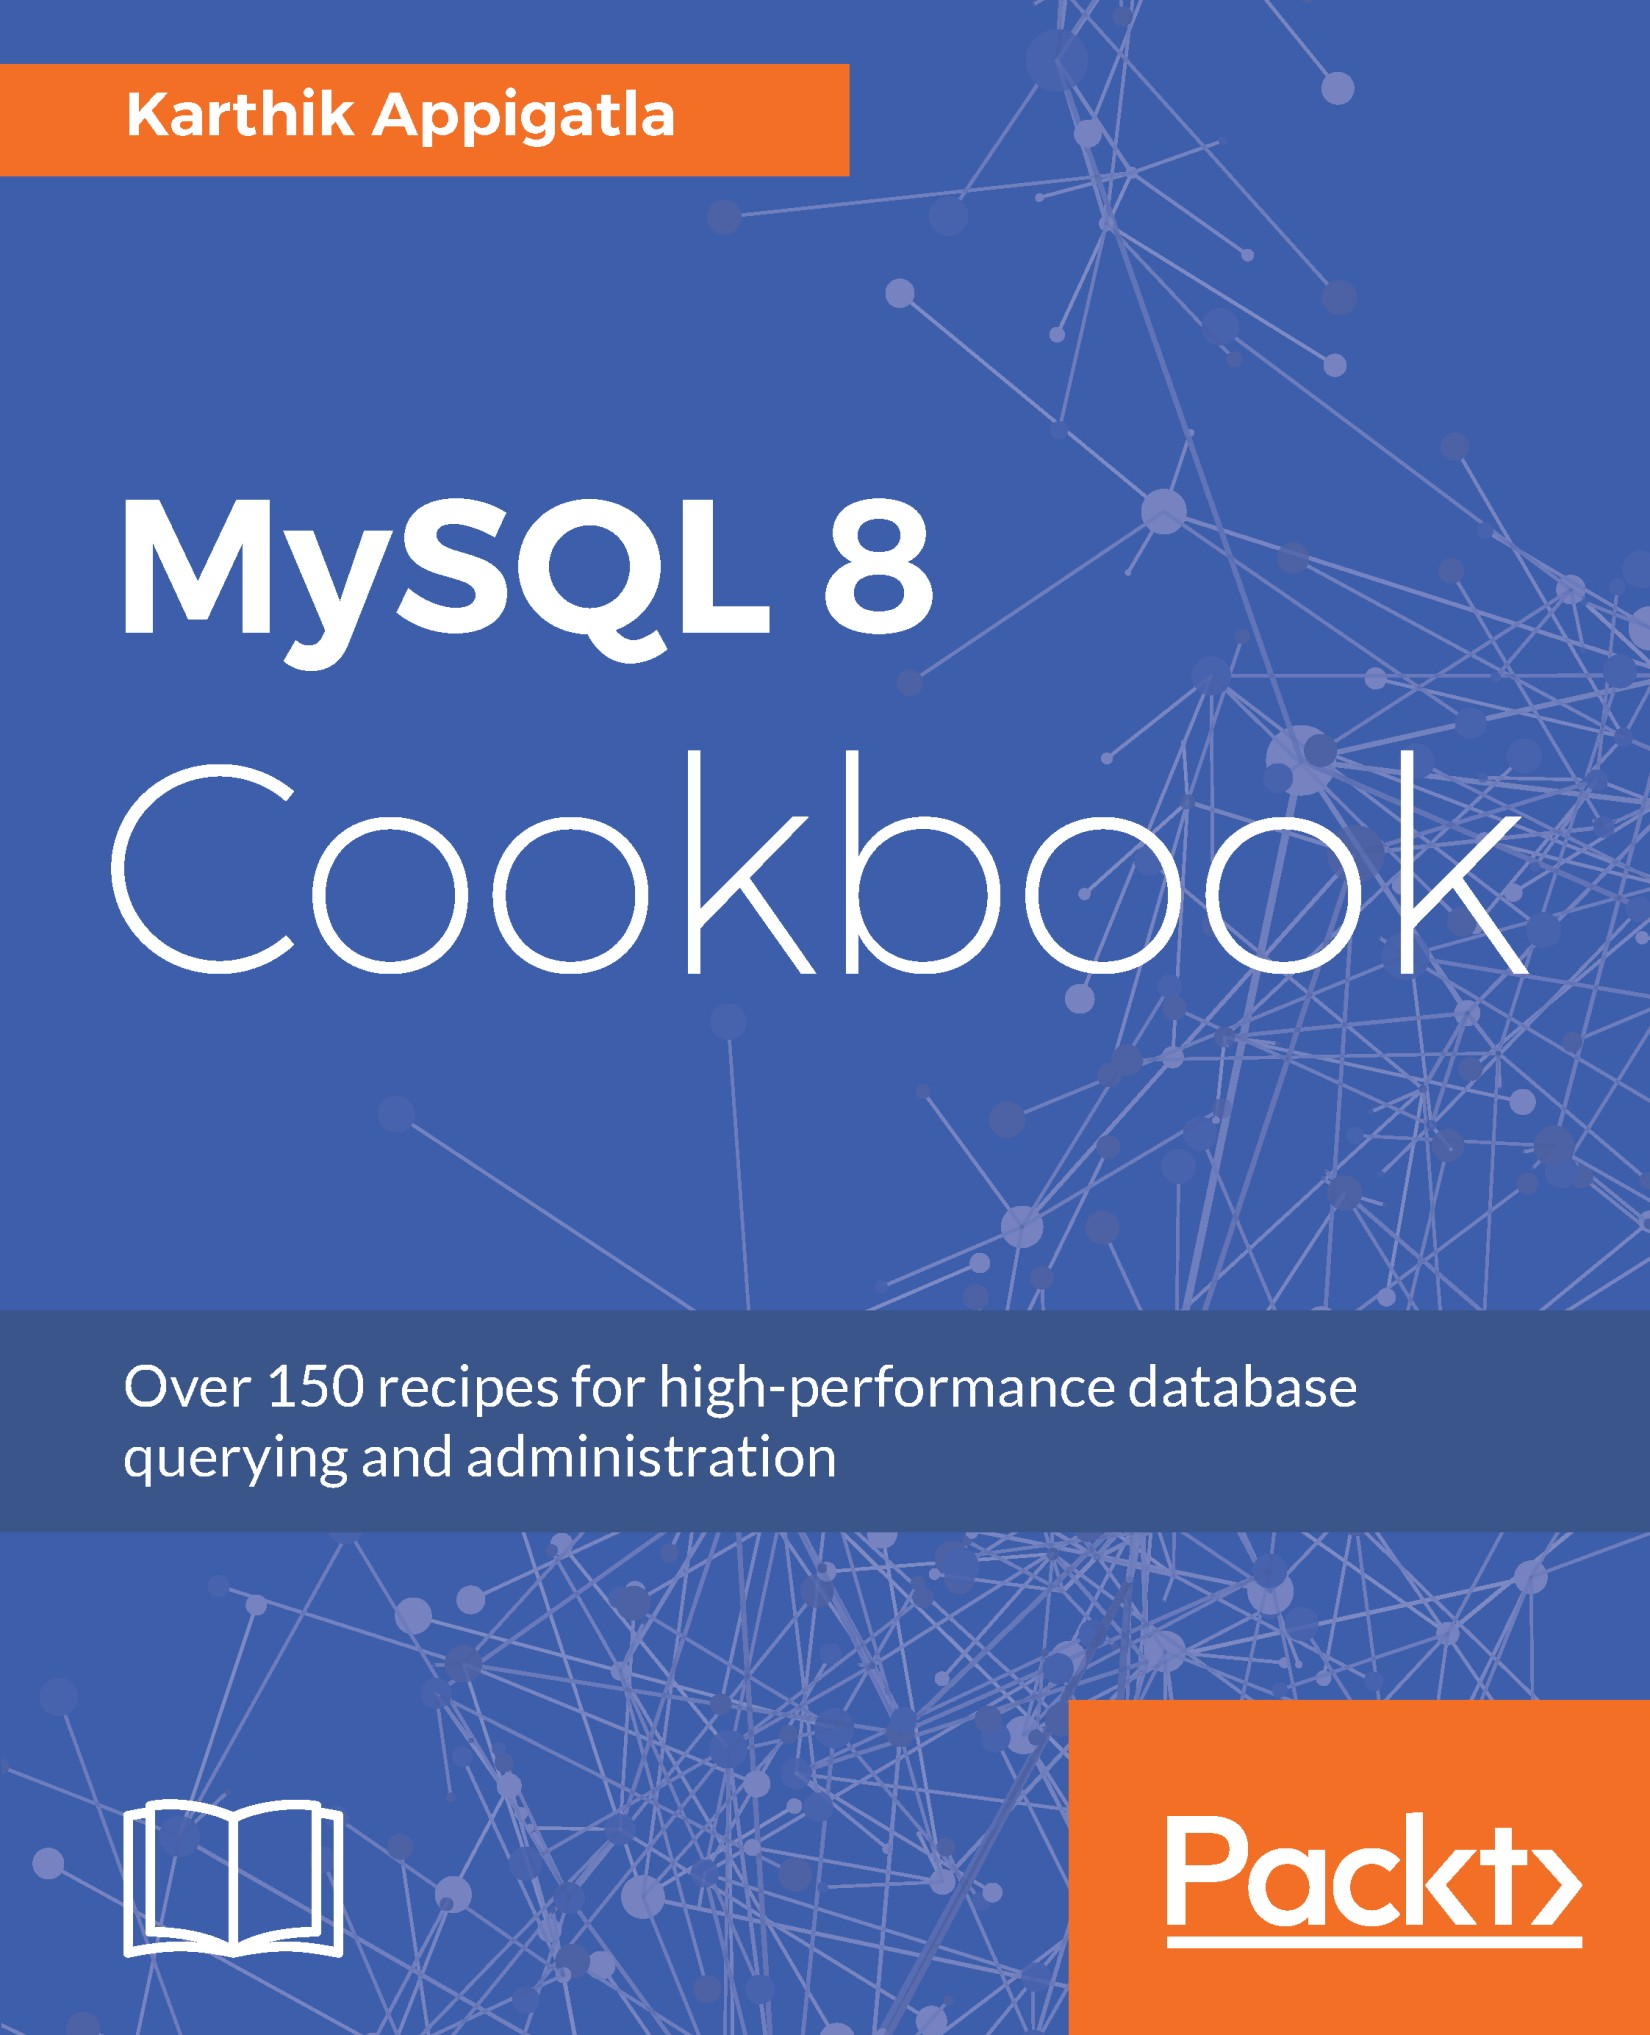 Karthik Appigatla
MySQL 8
Cookbook
Over 150 recipes for high-performance database
querying and administration
Packt